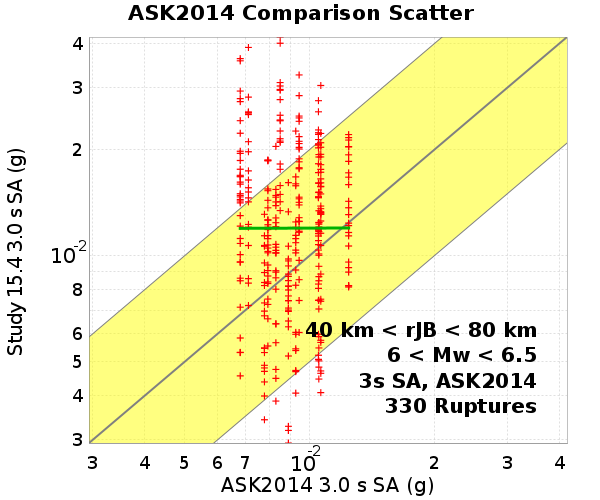 ASK2014 Comparison Scatter
Study 15.4 3.0 s SA (g)
4
3
2
10-2
8
6
5
4
3
40 km < rJB < 80 km
6 < Mw < 6.5
3s SA, ASK2014
330 Ruptures
3 4 5 6 7 10-2 2 3 4
ASK2014 3.0 s SA (g)